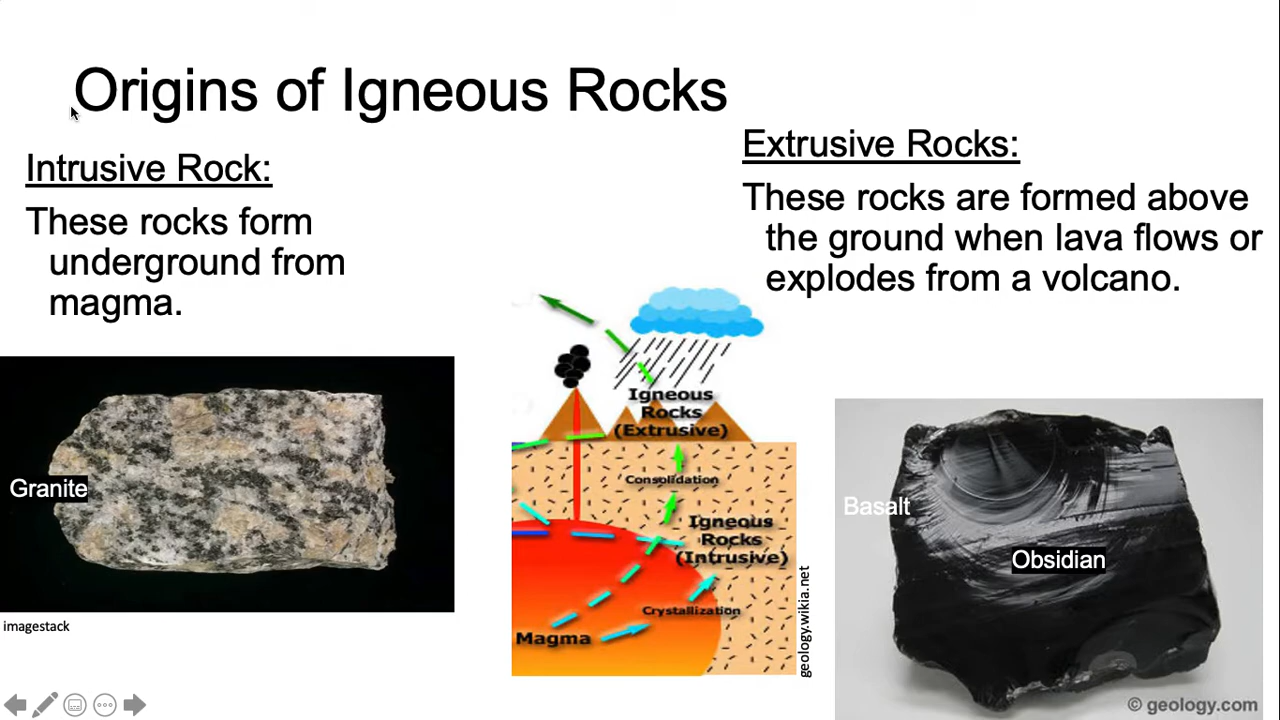 Origins of Igneous Rocks
Intrusive Rock:
These rocks form
underground from
magma.
Extrusive Rocks:
These rocks are formed above
the ground when lava flows or
explodes from a volcano.
Granite
imagestack
Igneous
Rocks
(Extrusive)
Consolidation
Igneous
Rocks
(Intrusive)
Crystallization
Magma
geology.wikia.net
Basalt
Obsidian
© geology.com